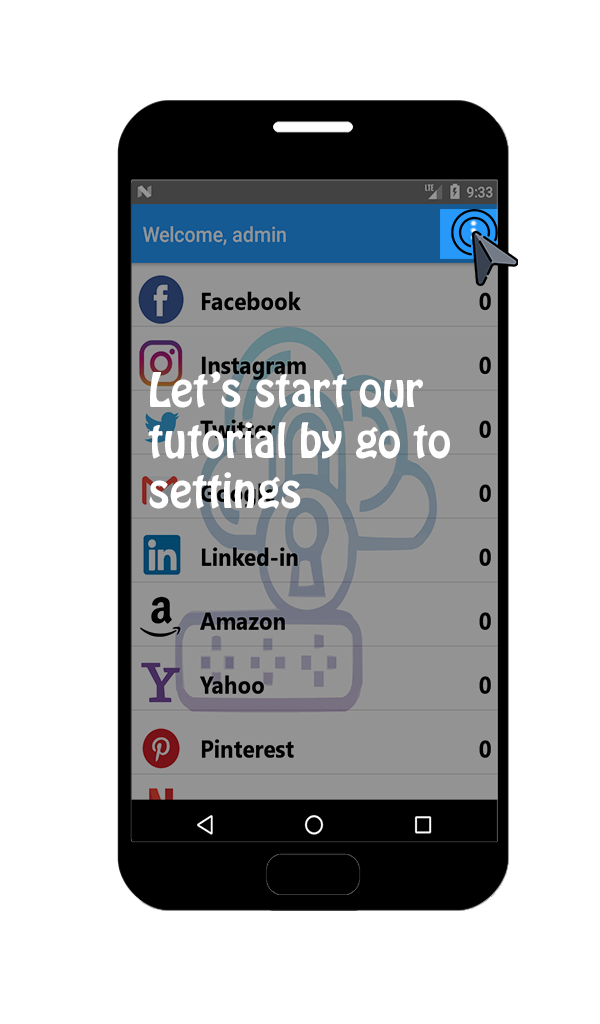 LTE 9:33
Welcome, admin
Facebook 0
Instagram 0
Let's start our
Twitter 0
tutorial by go to
Google 0
settings
Linked-in 0
Amazon 0
Yahoo 0
Pinterest 0